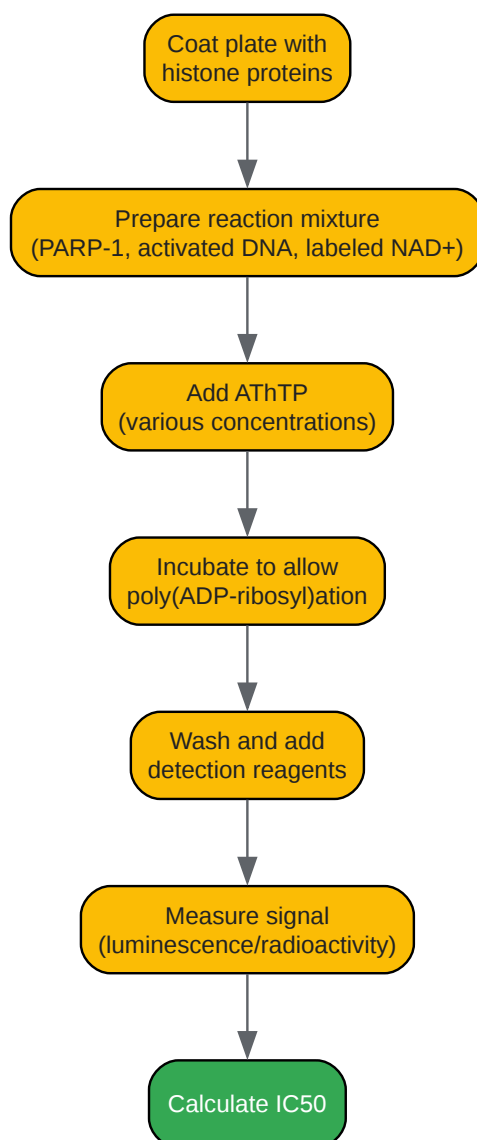 Coat plate with
histone proteins
Prepare reaction mixture
(PARP-1, activated DNA, labeled NAD+)
Add AThTP
(various concentrations)
Incubate to allow
poly(ADP-ribosyl)ation
Wash and add
detection reagents
Measure signal
(luminescence/radioactivity)
Calculate IC50